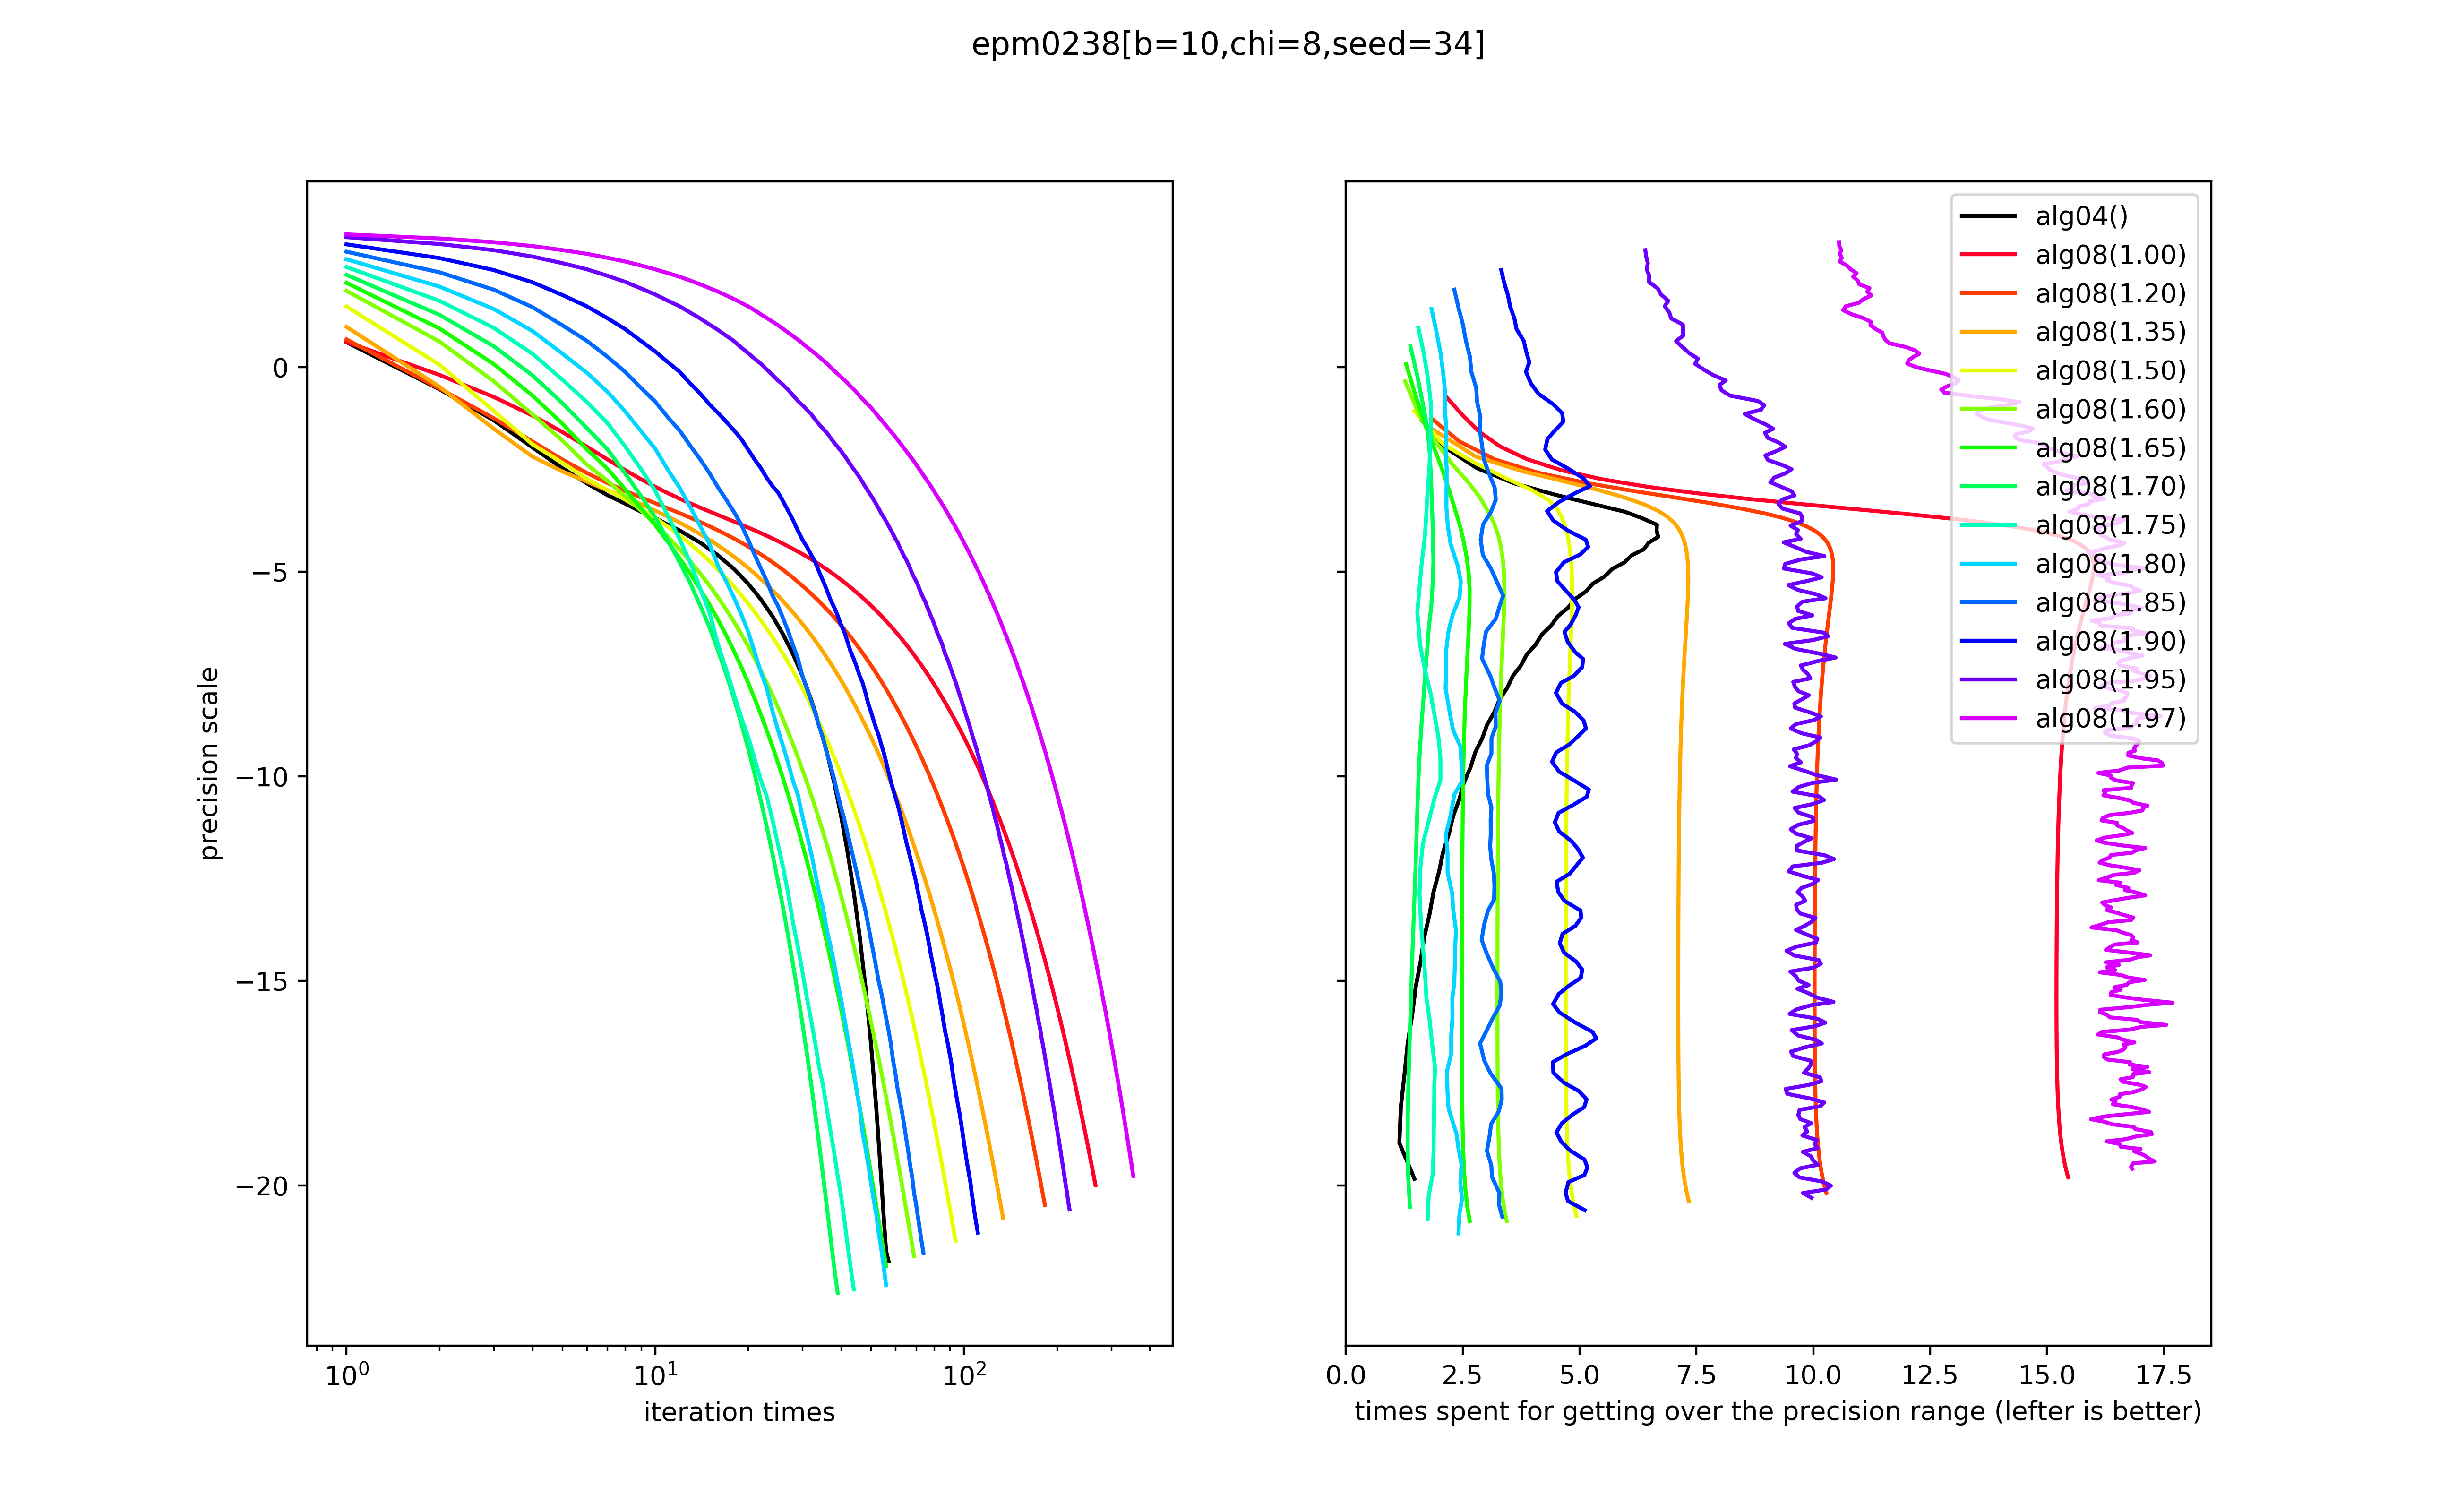 epm0238[b=10,chi=8,seed=34]
precision scale
0
−5
−10
−15
−20
10⁰
10¹
10²
iteration times
alg04()
alg08(1.00)
alg08(1.20)
alg08(1.35)
alg08(1.50)
alg08(1.60)
alg08(1.65)
alg08(1.70)
alg08(1.75)
alg08(1.80)
alg08(1.85)
alg08(1.90)
alg08(1.95)
alg08(1.97)
0.0
2.5
5.0
7.5
10.0
12.5
15.0
17.5
times spent for getting over the precision range (lefter is better)